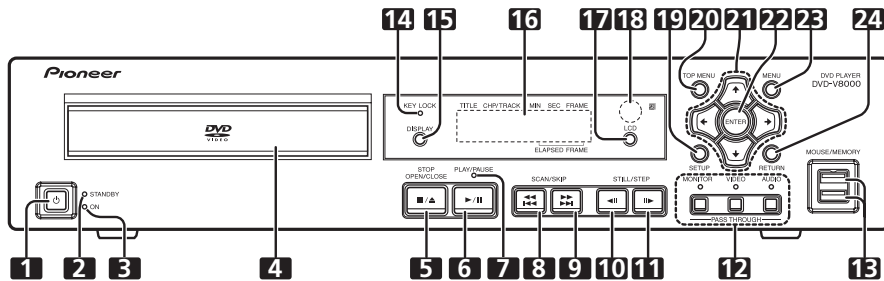 14 15 16 17 18 19 20 21 22 23 24
Pioneer
KEY LOCK
TITLE CHP/TRACK MIN SEC FRAME
TOP MENU
MENU
DVD PLAYER
DVD-V8000
DISPLAY
LCD
ENTER
ELAPSED FRAME
DVD
VIDEO
STOP
OPEN/CLOSE
PLAY/PAUSE
SCAN/SKIP
STILL/STEP
SETUP
RETURN
MONITOR VIDEO AUDIO
MOUSE/MEMORY
STANDBY
ON
PASS THROUGH
1 2 3 4 5 6 7 8 9 10 11 12 13